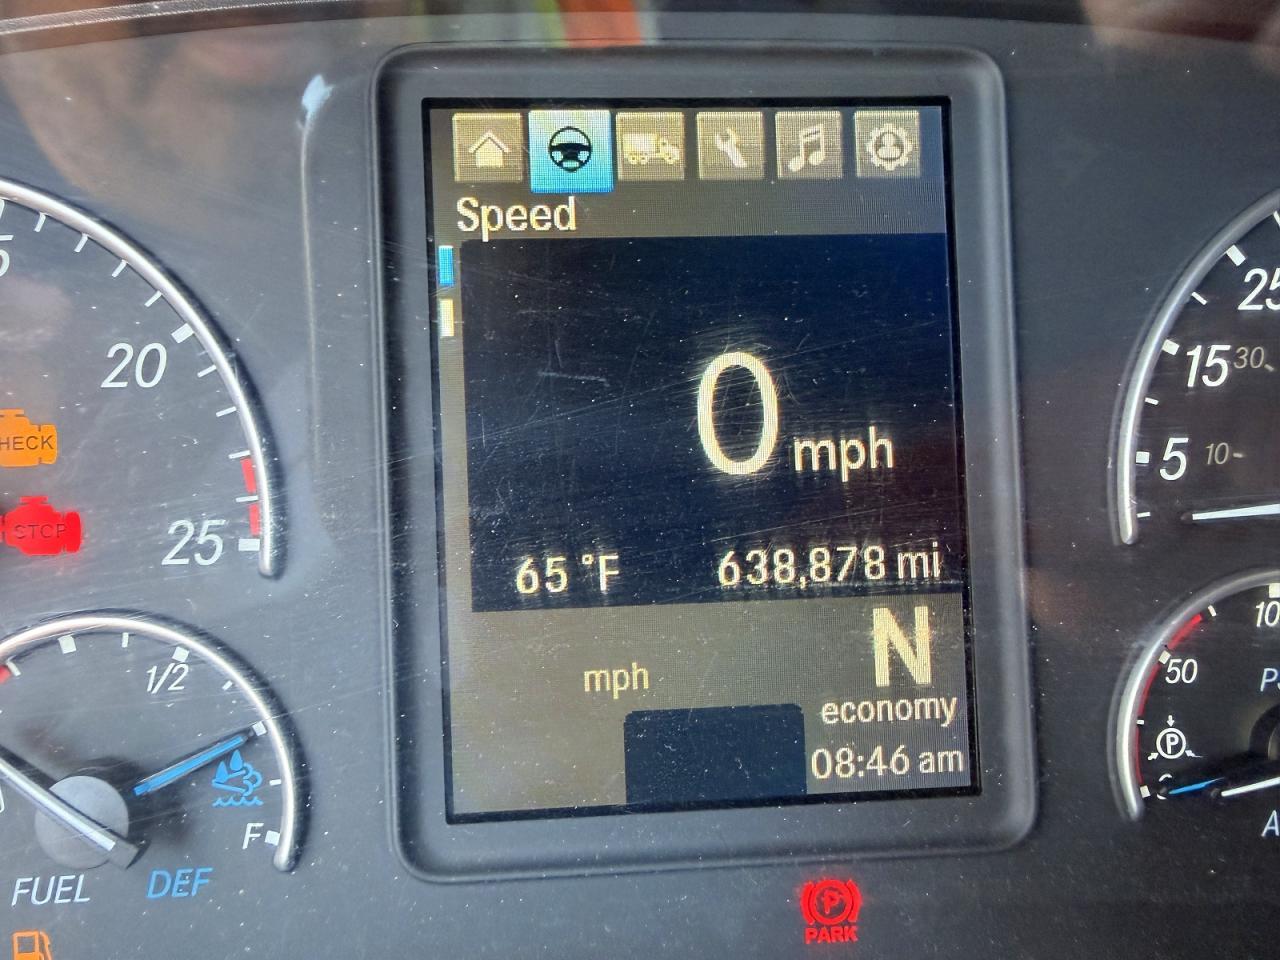 Speed
20
25
15 30
5 10
0 mph
CHECK
STOP
25
65 °F 638,878 mi
N
mph
economy
08:46 am
1/2
F
FUEL DEF
50
P
PARK